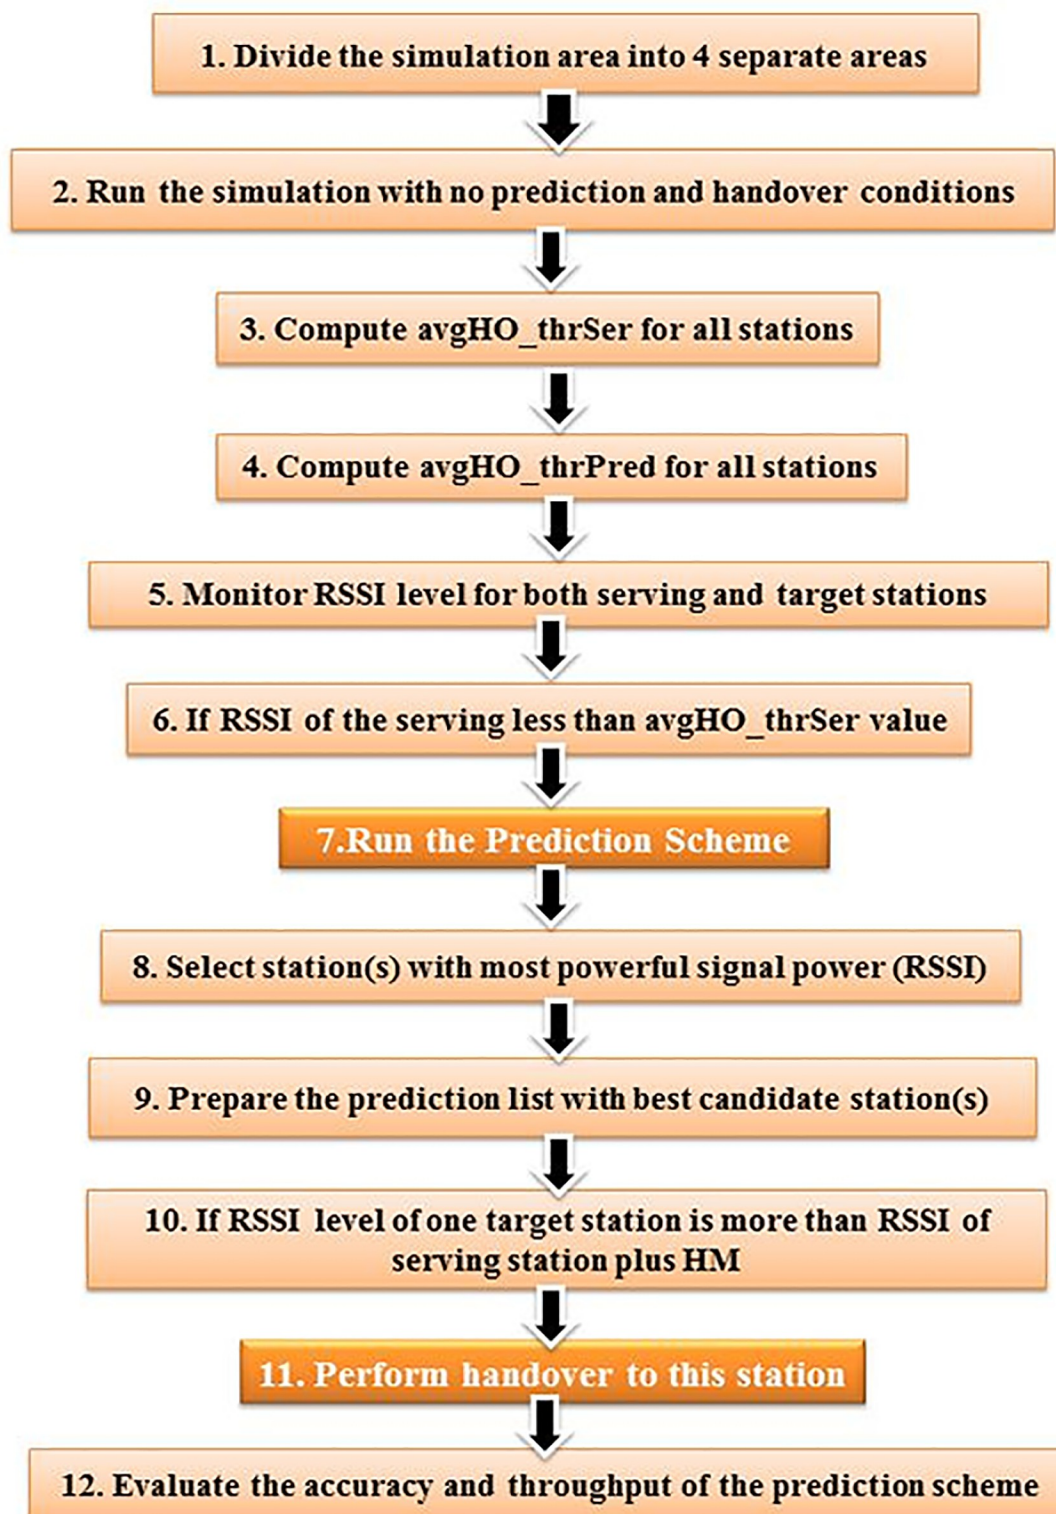 1. Divide the simulation area into 4 separate areas
2. Run the simulation with no prediction and handover conditions
3. Compute avgHO_thrSer for all stations
4. Compute avgHO_thrPred for all stations
5. Monitor RSSI level for both serving and target stations
6. If RSSI of the serving less than avgHO_thrSer value
7.Run the Prediction Scheme
8. Select station(s) with most powerful signal power (RSSI)
9. Prepare the prediction list with best candidate station(s)
10. If RSSI level of one target station is more than RSSI of
serving station plus HM
11. Perform handover to this station
12. Evaluate the accuracy and throughput of the prediction scheme